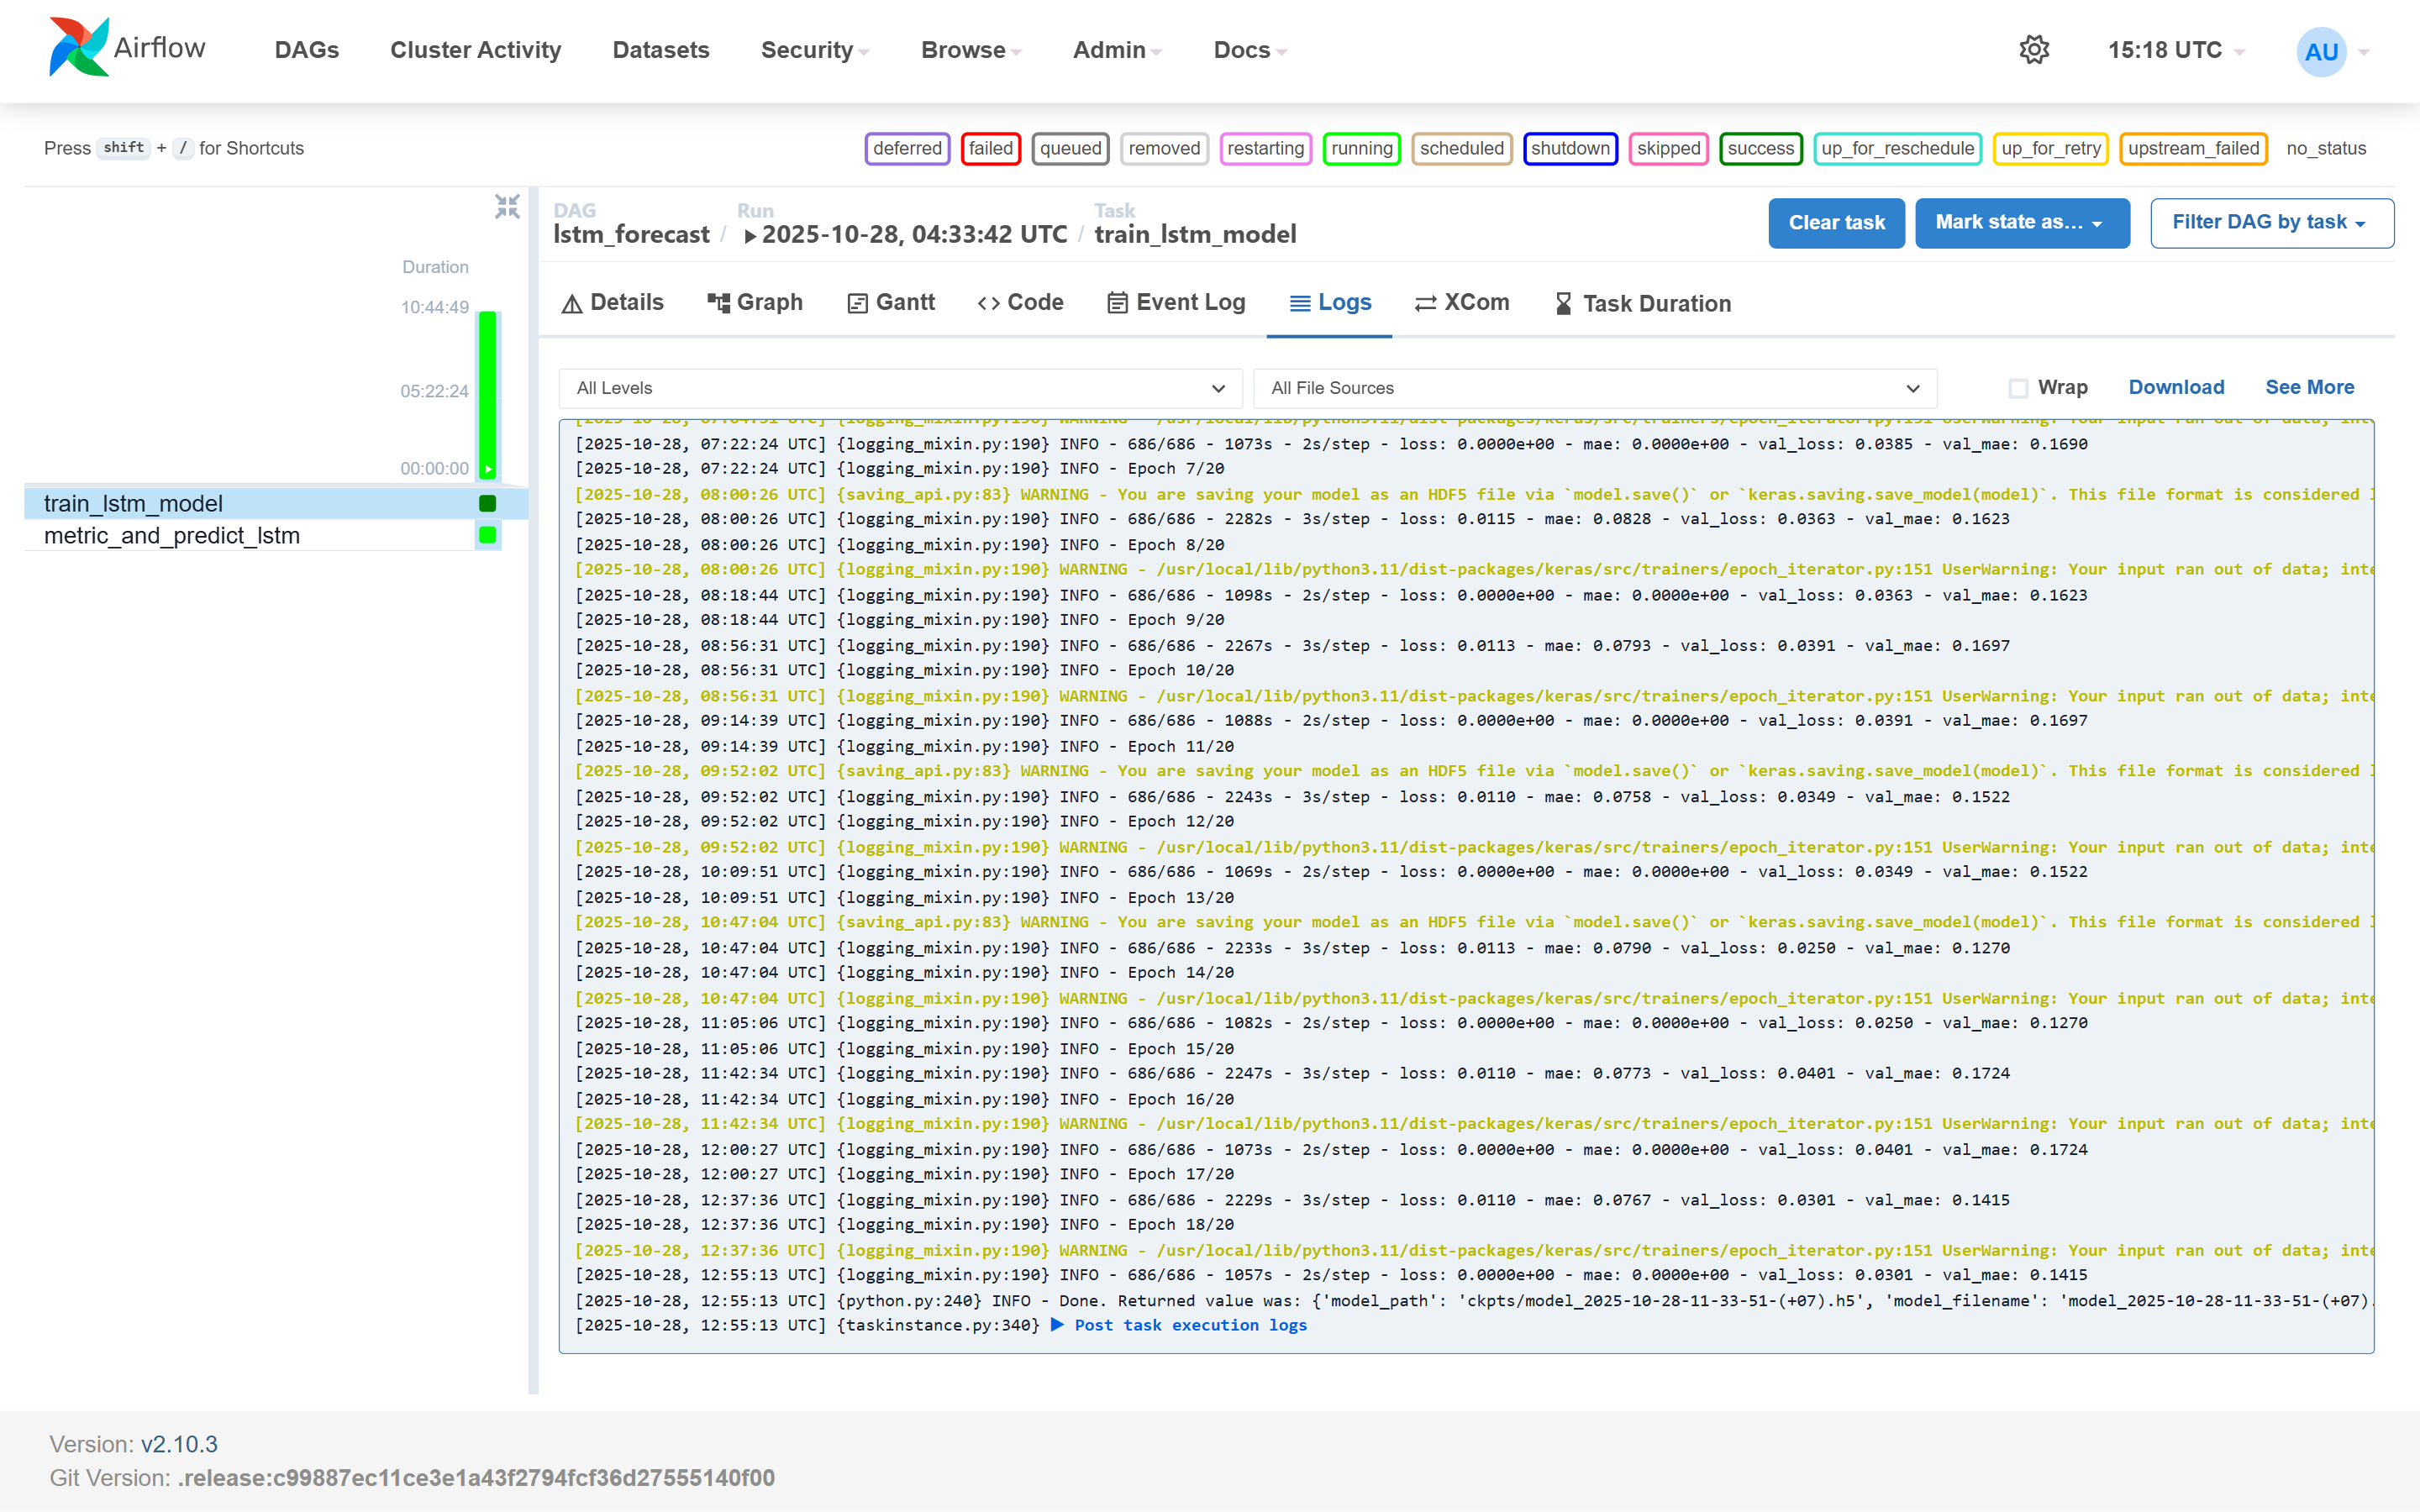 Airflow DAGs Cluster Activity Datasets Security Browse Admin Docs 15:18 UTC AU
Press shift + / for Shortcuts deferred failed queued removed restarting running scheduled shutdown skipped success up_for_reschedule up_for_retry upstream_failed no_status
Duration
10:44:49
05:22:24
00:00:00
train_lstm_model
metric_and_predict_lstm
DAG Run Task
lstm_forecast / 2025-10-28, 04:33:42 UTC / train_lstm_model
Clear task Mark state as... Filter DAG by task
Details Graph Gantt Code Event Log Logs XCom Task Duration
All Levels All File Sources Wrap Download See More
[2025-10-28, 07:22:24 UTC] {logging_mixin.py:190} INFO - 686/686 - 1073s - 2s/step - loss: 0.0000e+00 - mae: 0.0000e+00 - val_loss: 0.0385 - val_mae: 0.1690
[2025-10-28, 07:22:24 UTC] {logging_mixin.py:190} INFO - Epoch 7/20
[2025-10-28, 08:00:26 UTC] {saving_api.py:83} WARNING - You are saving your model as an HDF5 file via `model.save()` or `keras.saving.save_model(model)`. This file format is considered
[2025-10-28, 08:00:26 UTC] {logging_mixin.py:190} INFO - 686/686 - 2282s - 3s/step - loss: 0.0115 - mae: 0.0828 - val_loss: 0.0363 - val_mae: 0.1623
[2025-10-28, 08:00:26 UTC] {logging_mixin.py:190} INFO - Epoch 8/20
[2025-10-28, 08:00:26 UTC] {logging_mixin.py:190} WARNING - /usr/local/lib/python3.11/dist-packages/keras/src/trainers/epoch_iterator.py:151 UserWarning: Your input ran out of data; inte
[2025-10-28, 08:18:44 UTC] {logging_mixin.py:190} INFO - 686/686 - 1098s - 2s/step - loss: 0.0000e+00 - mae: 0.0000e+00 - val_loss: 0.0363 - val_mae: 0.1623
[2025-10-28, 08:18:44 UTC] {logging_mixin.py:190} INFO - Epoch 9/20
[2025-10-28, 08:56:31 UTC] {logging_mixin.py:190} INFO - 686/686 - 2267s - 3s/step - loss: 0.0113 - mae: 0.0793 - val_loss: 0.0391 - val_mae: 0.1697
[2025-10-28, 08:56:31 UTC] {logging_mixin.py:190} INFO - Epoch 10/20
[2025-10-28, 08:56:31 UTC] {logging_mixin.py:190} WARNING - /usr/local/lib/python3.11/dist-packages/keras/src/trainers/epoch_iterator.py:151 UserWarning: Your input ran out of data; inte
[2025-10-28, 09:14:39 UTC] {logging_mixin.py:190} INFO - 686/686 - 1088s - 2s/step - loss: 0.0000e+00 - mae: 0.0000e+00 - val_loss: 0.0391 - val_mae: 0.1697
[2025-10-28, 09:14:39 UTC] {logging_mixin.py:190} INFO - Epoch 11/20
[2025-10-28, 09:52:02 UTC] {saving_api.py:83} WARNING - You are saving your model as an HDF5 file via `model.save()` or `keras.saving.save_model(model)`. This file format is considered
[2025-10-28, 09:52:02 UTC] {logging_mixin.py:190} INFO - 686/686 - 2243s - 3s/step - loss: 0.0110 - mae: 0.0758 - val_loss: 0.0349 - val_mae: 0.1522
[2025-10-28, 09:52:02 UTC] {logging_mixin.py:190} INFO - Epoch 12/20
[2025-10-28, 09:52:02 UTC] {logging_mixin.py:190} WARNING - /usr/local/lib/python3.11/dist-packages/keras/src/trainers/epoch_iterator.py:151 UserWarning: Your input ran out of data; inte
[2025-10-28, 10:09:51 UTC] {logging_mixin.py:190} INFO - 686/686 - 1069s - 2s/step - loss: 0.0000e+00 - mae: 0.0000e+00 - val_loss: 0.0349 - val_mae: 0.1522
[2025-10-28, 10:09:51 UTC] {logging_mixin.py:190} INFO - Epoch 13/20
[2025-10-28, 10:47:04 UTC] {saving_api.py:83} WARNING - You are saving your model as an HDF5 file via `model.save()` or `keras.saving.save_model(model)`. This file format is considered
[2025-10-28, 10:47:04 UTC] {logging_mixin.py:190} INFO - 686/686 - 2233s - 3s/step - loss: 0.0113 - mae: 0.0790 - val_loss: 0.0250 - val_mae: 0.1270
[2025-10-28, 10:47:04 UTC] {logging_mixin.py:190} INFO - Epoch 14/20
[2025-10-28, 10:47:04 UTC] {logging_mixin.py:190} WARNING - /usr/local/lib/python3.11/dist-packages/keras/src/trainers/epoch_iterator.py:151 UserWarning: Your input ran out of data; inte
[2025-10-28, 11:05:06 UTC] {logging_mixin.py:190} INFO - 686/686 - 1082s - 2s/step - loss: 0.0000e+00 - mae: 0.0000e+00 - val_loss: 0.0250 - val_mae: 0.1270
[2025-10-28, 11:05:06 UTC] {logging_mixin.py:190} INFO - Epoch 15/20
[2025-10-28, 11:42:34 UTC] {logging_mixin.py:190} INFO - 686/686 - 2247s - 3s/step - loss: 0.0110 - mae: 0.0773 - val_loss: 0.0401 - val_mae: 0.1724
[2025-10-28, 11:42:34 UTC] {logging_mixin.py:190} INFO - Epoch 16/20
[2025-10-28, 11:42:34 UTC] {logging_mixin.py:190} WARNING - /usr/local/lib/python3.11/dist-packages/keras/src/trainers/epoch_iterator.py:151 UserWarning: Your input ran out of data; inte
[2025-10-28, 12:00:27 UTC] {logging_mixin.py:190} INFO - 686/686 - 1073s - 2s/step - loss: 0.0000e+00 - mae: 0.0000e+00 - val_loss: 0.0401 - val_mae: 0.1724
[2025-10-28, 12:00:27 UTC] {logging_mixin.py:190} INFO - Epoch 17/20
[2025-10-28, 12:37:36 UTC] {logging_mixin.py:190} INFO - 686/686 - 2229s - 3s/step - loss: 0.0110 - mae: 0.0767 - val_loss: 0.0301 - val_mae: 0.1415
[2025-10-28, 12:37:36 UTC] {logging_mixin.py:190} INFO - Epoch 18/20
[2025-10-28, 12:37:36 UTC] {logging_mixin.py:190} WARNING - /usr/local/lib/python3.11/dist-packages/keras/src/trainers/epoch_iterator.py:151 UserWarning: Your input ran out of data; inte
[2025-10-28, 12:55:13 UTC] {logging_mixin.py:190} INFO - 686/686 - 1057s - 2s/step - loss: 0.0000e+00 - mae: 0.0000e+00 - val_loss: 0.0301 - val_mae: 0.1415
[2025-10-28, 12:55:13 UTC] {python.py:240} INFO - Done. Returned value was: {'model_path': 'ckpts/model_2025-10-28-11-33-51-(+07).h5', 'model_filename': 'model_2025-10-28-11-33-51-(+07).
[2025-10-28, 12:55:13 UTC] {taskinstance.py:340} ▶ Post task execution logs
Version: v2.10.3
Git Version: .release:c99887ec11ce3e1a43f2794fcf36d27555140f00